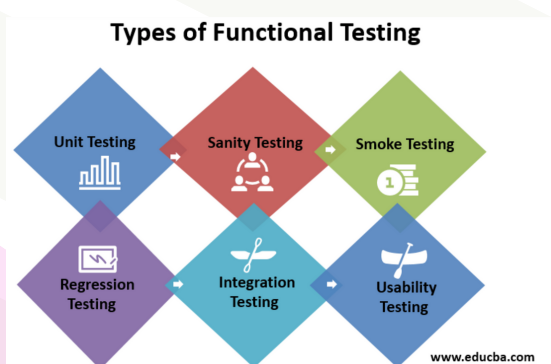 Types of Functional Testing
Unit Testing
Sanity Testing
Smoke Testing
1
Regression
Testing
Integration
Testing
Usability
Testing
www.educba.com